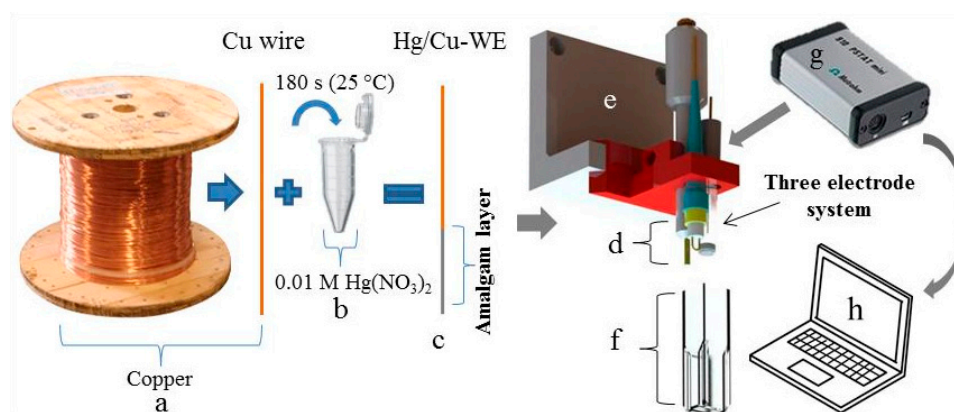 Cu wire
Hg/Cu-WE
180 s (25 °C)
0.01 M Hg(NO₃)₂
b
Amalgam layer
c
Copper
a
e
g
Three electrode
system
d
f
h